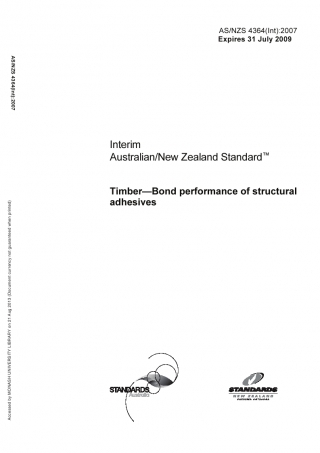 AS/NZS 4364(Int):2007
Expires 31 July 2009
AS/NZS 4364(Int):2007
Interim
Australian/New Zealand Standard™
Timber—Bond performance of structural
adhesives
Accessed by MONASH UNIVERSITY LIBRARY on 21 Aug 2012 (Document currency not guaranteed when printed)
STANDARDS
Australia
STANDARDS
NEW ZEALAND